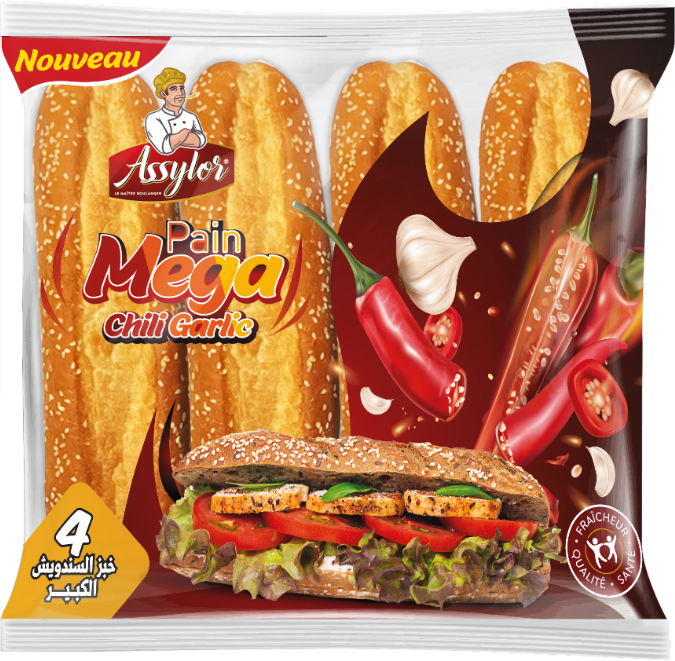 Nouveau
Assylor®
LE MAÎTRE BOULANGER
Pain
Mega
Chili Garlic
4
خبز السندويش
الكبير
FRAÎCHEUR
QUALITÉ • SANTÉ